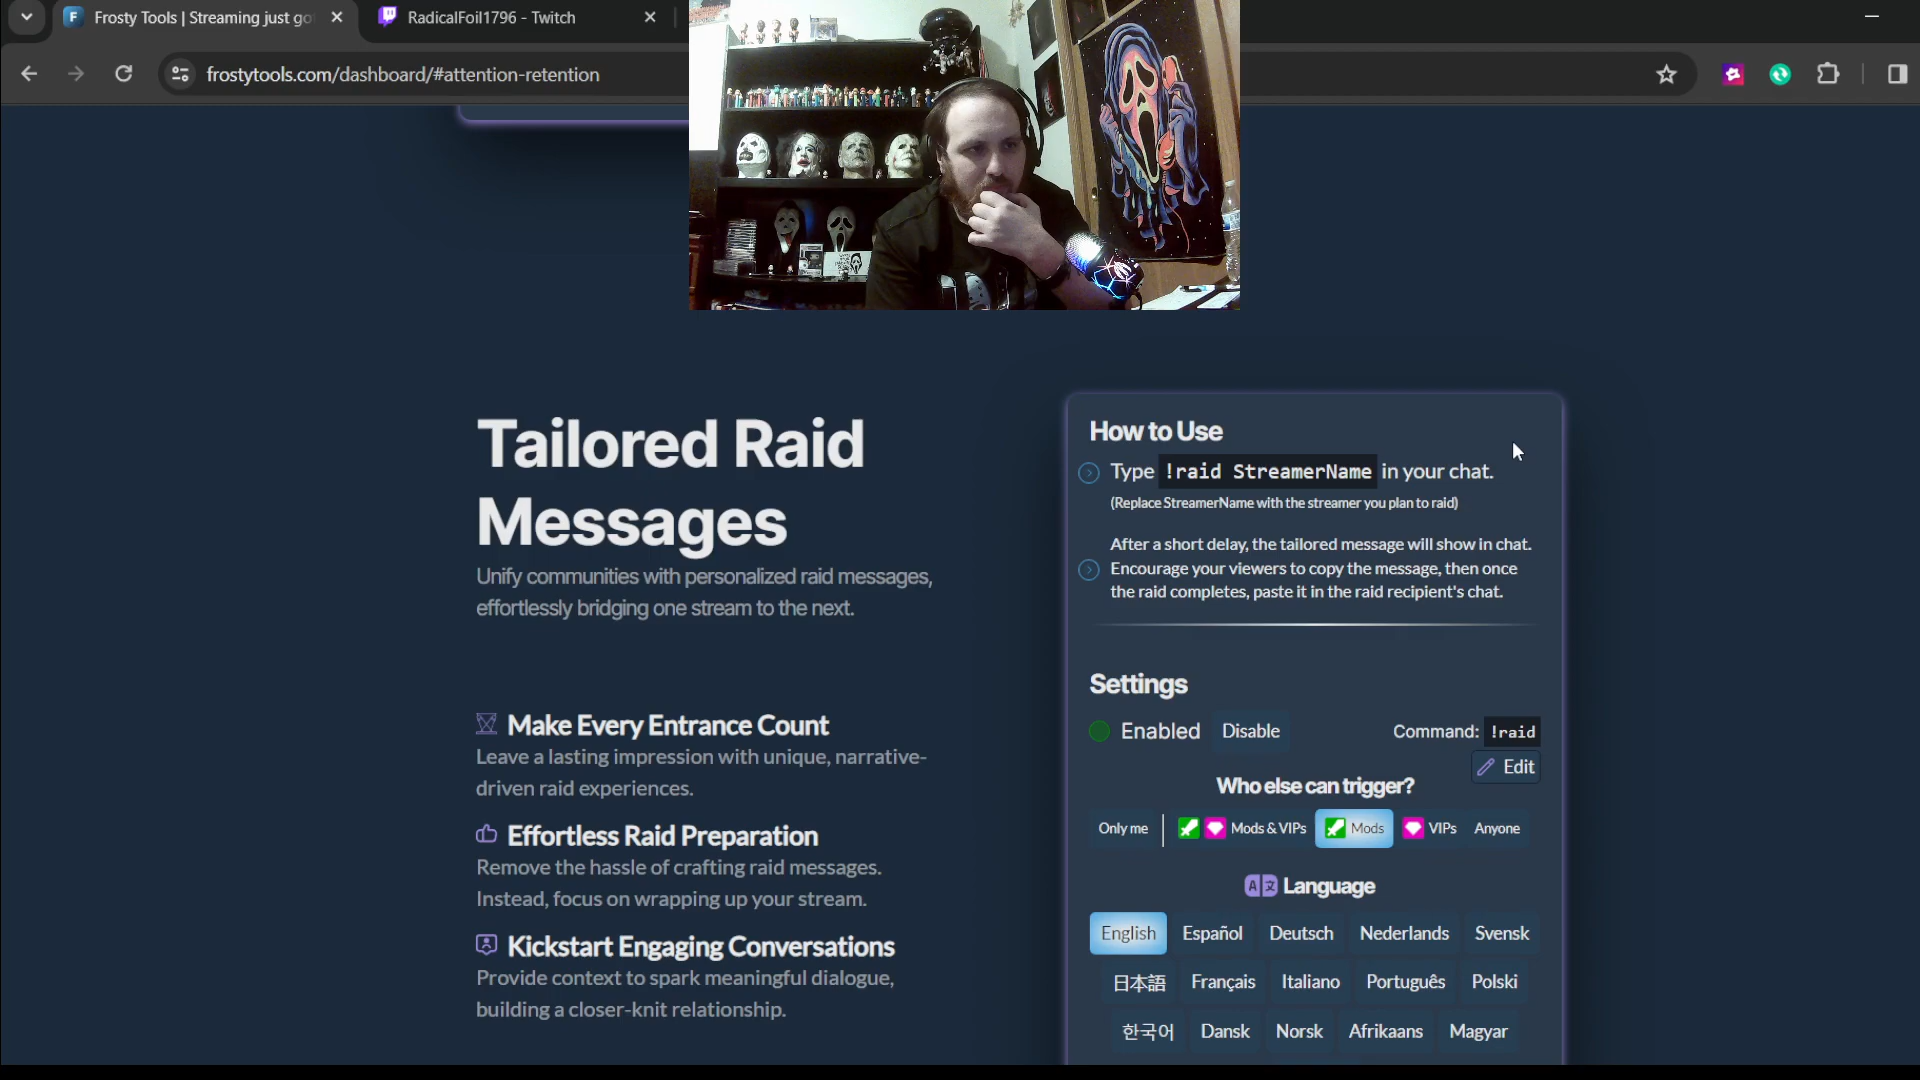 Frosty Tools | Streaming just go
RadicalFoil1796 - Twitch
frostytools.com/dashboard/#attention-retention
Tailored Raid
Messages
Unify communities with personalized raid messages,
effortlessly bridging one stream to the next.
Make Every Entrance Count
Leave a lasting impression with unique, narrative-
driven raid experiences.
Effortless Raid Preparation
Remove the hassle of crafting raid messages.
Instead, focus on wrapping up your stream.
Kickstart Engaging Conversations
Provide context to spark meaningful dialogue,
building a closer-knit relationship.
How to Use
Type !raid StreamerName in your chat.
(Replace StreamerName with the streamer you plan to raid)
After a short delay, the tailored message will show in chat.
Encourage your viewers to copy the message, then once
the raid completes, paste it in the raid recipient's chat.
Settings
Enabled Disable Command: !raid
Edit
Who else can trigger?
Only me Mods & VIPs Mods VIPs Anyone
Language
English Español Deutsch Nederlands Svensk
日本語 Français Italiano Português Polski
한국어 Dansk Norsk Afrikaans Magyar